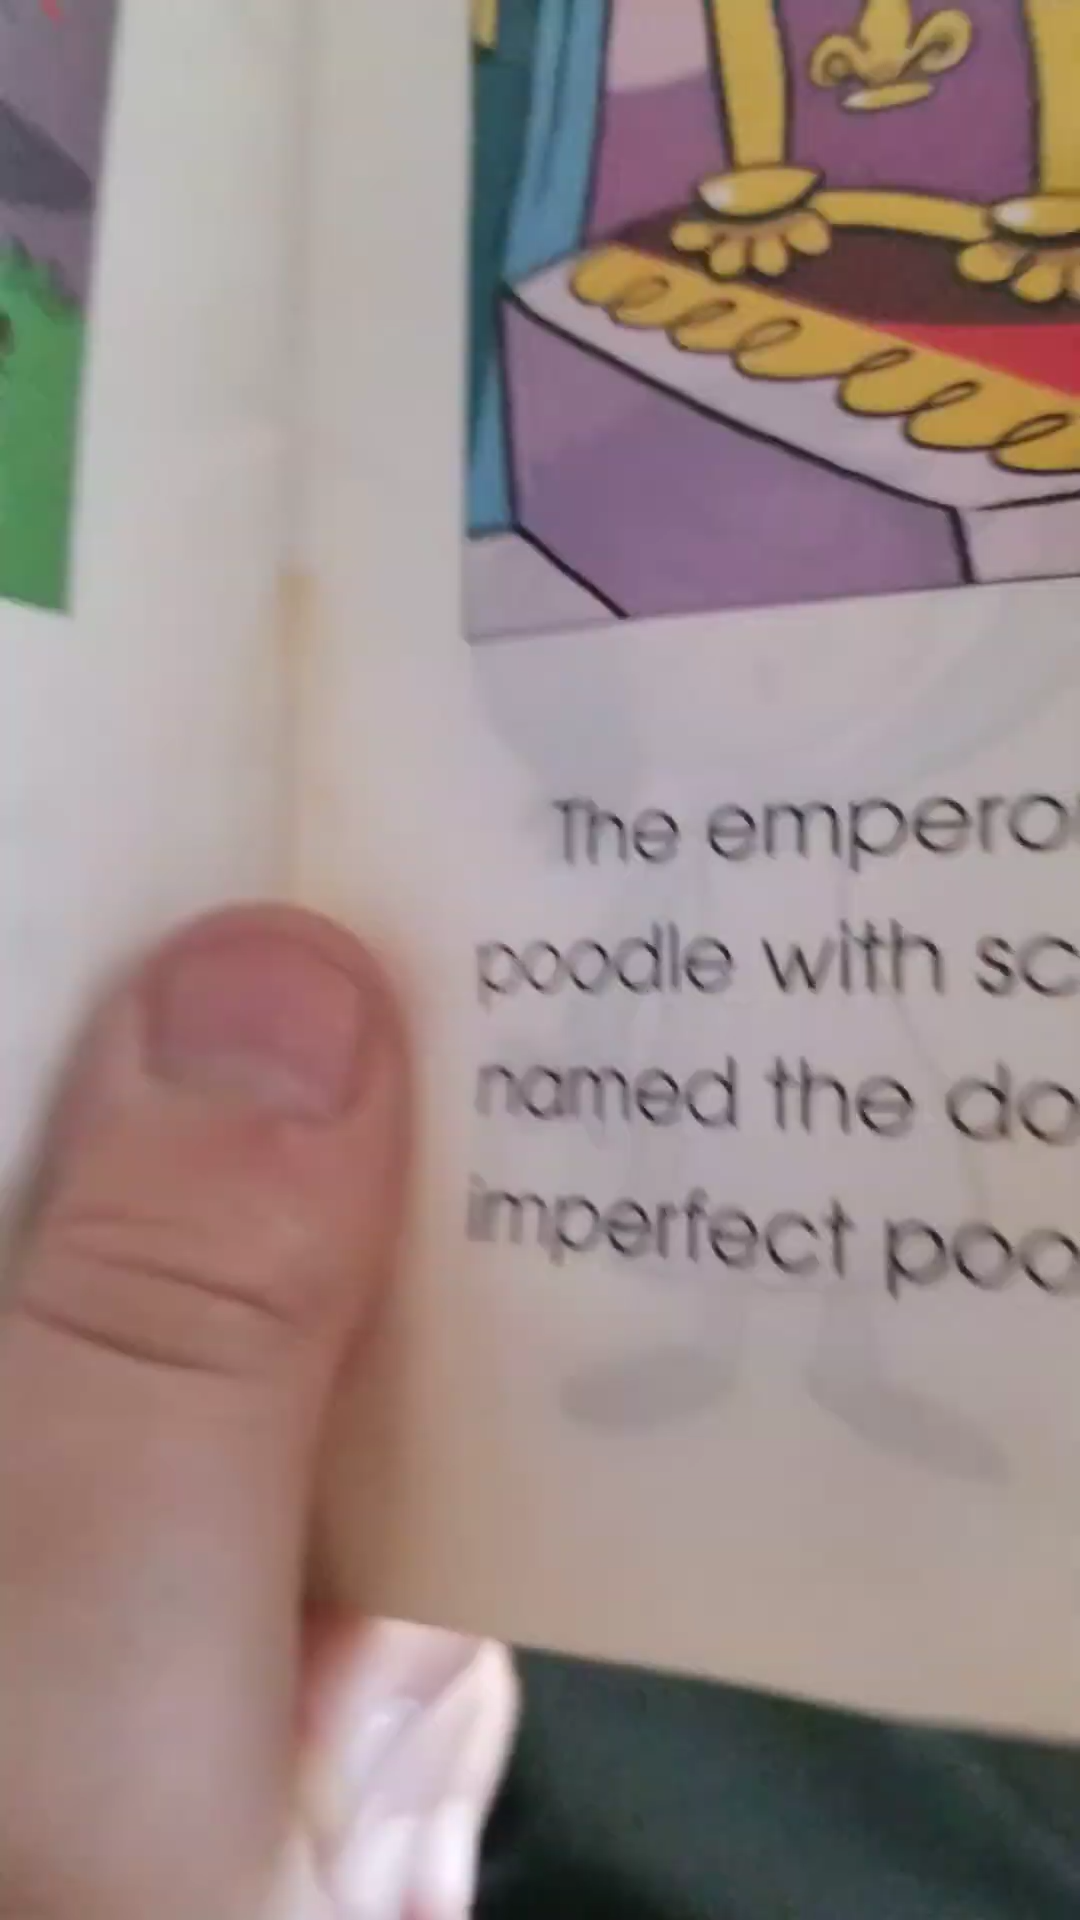 The empero
poodle with sc
named the do
imperfect poo